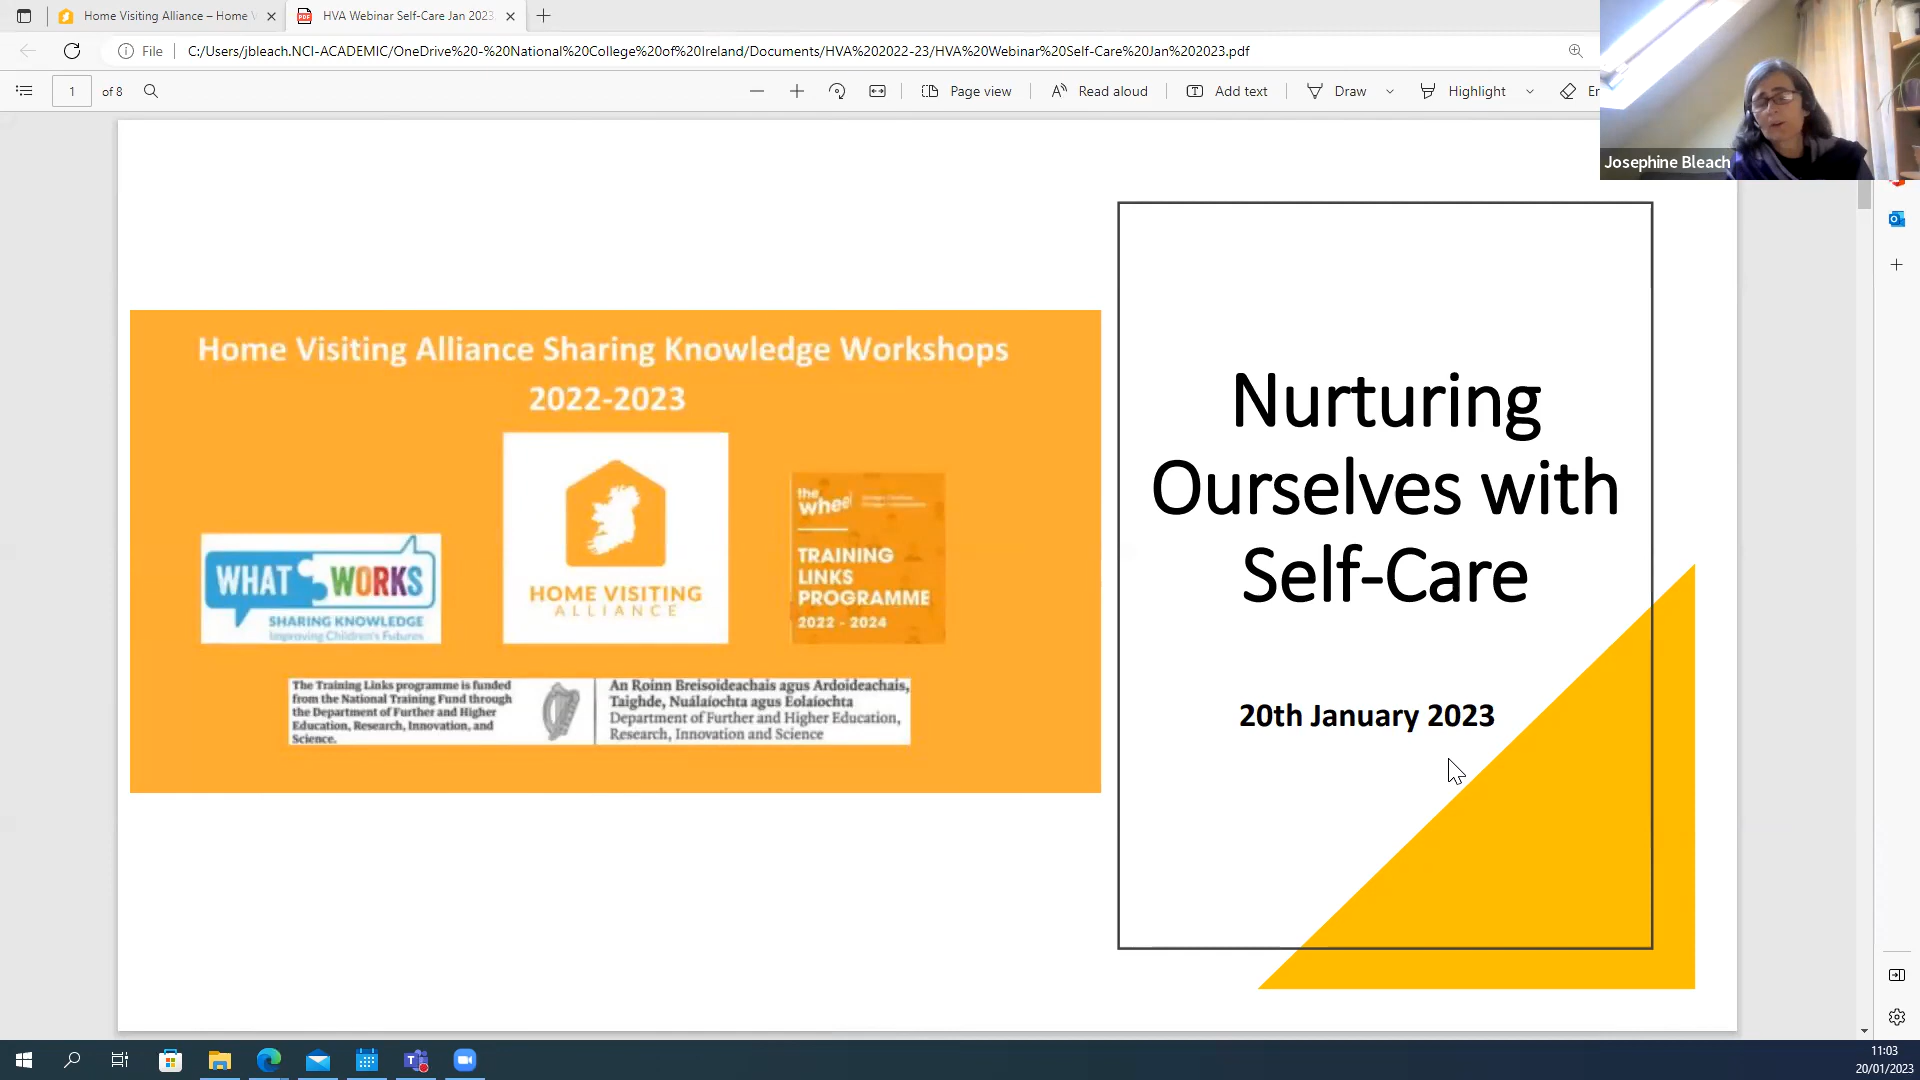 Home Visiting Alliance – Home V
HVA Webinar Self-Care Jan 2023
File
C:/Users/jbleach.NCI-ACADEMIC/OneDrive%20-%20National%20College%20of%20Ireland/Documents/HVA%202022-23/HVA%20Webinar%20Self-Care%20Jan%202023.pdf
1 of 8
Page view
Read aloud
Add text
Draw
Highlight
Er
Josephine Bleach
Home Visiting Alliance Sharing Knowledge Workshops
2022-2023
WHAT WORKS
SHARING KNOWLEDGE
Improving Children's Futures
HOME VISITING
ALLIANCE
the
wheel
TRAINING
LINKS
PROGRAMME
2022 - 2024
The Training Links programme is funded
from the National Training Fund through
the Department of Further and Higher
Education, Research, Innovation, and
Science.
An Roinn Breisoideachais agus Ardoideachais,
Taighde, Nuálaíochta agus Eolaíochta
Department of Further and Higher Education,
Research, Innovation and Science
Nurturing
Ourselves with
Self-Care
20th January 2023
11:03
20/01/2023